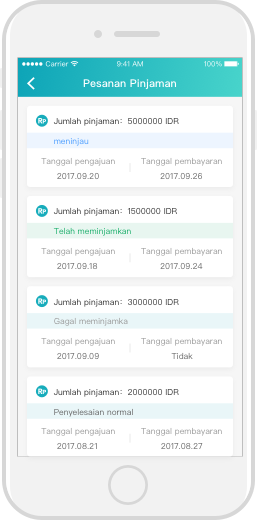 Carrier 9:41 AM 100%
Pesanan Pinjaman
Rp Jumlah pinjaman: 5000000 IDR
meninjau
Tanggal pengajuan Tanggal pembayaran
2017.09.20 2017.09.26
Rp Jumlah pinjaman: 1500000 IDR
Telah meminjamkan
Tanggal pengajuan Tanggal pembayaran
2017.09.18 2017.09.24
Rp Jumlah pinjaman: 3000000 IDR
Gagal meminjamka
Tanggal pengajuan Tanggal pembayaran
2017.09.09 Tidak
Rp Jumlah pinjaman: 2000000 IDR
Penyelesaian normal
Tanggal pengajuan Tanggal pembayaran
2017.08.21 2017.08.27